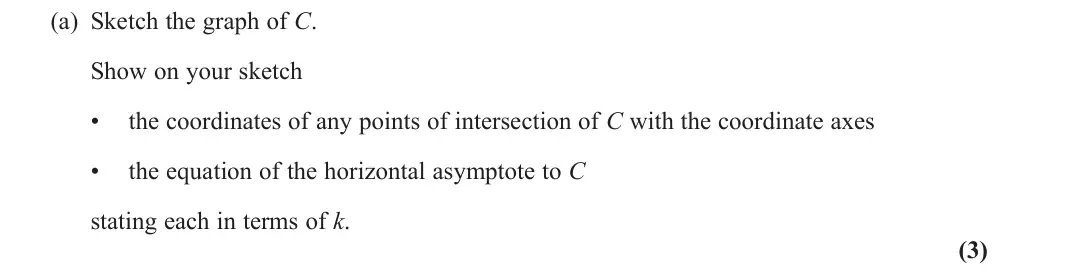 (a) Sketch the graph of C.
Show on your sketch
• the coordinates of any points of intersection of C with the coordinate axes
• the equation of the horizontal asymptote to C
stating each in terms of k.
(3)